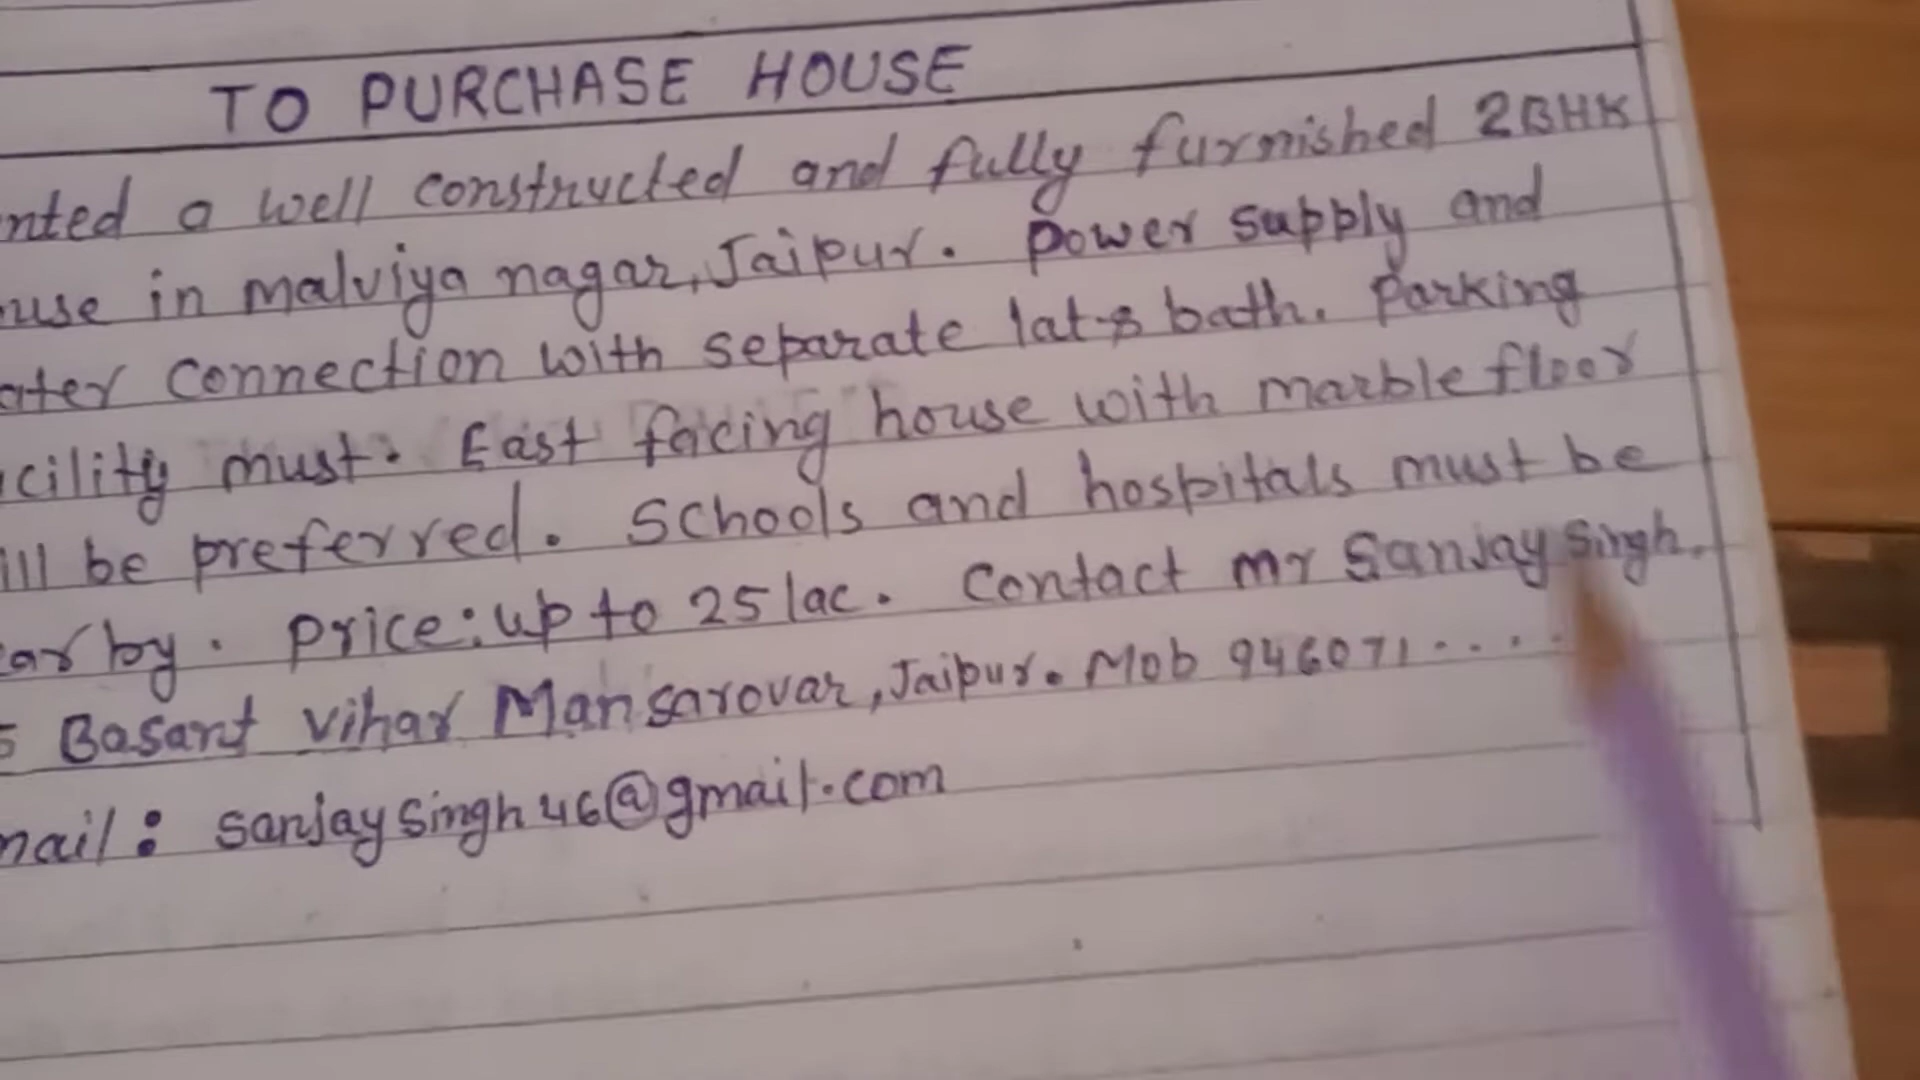 TO PURCHASE HOUSE
nted a well constructed and fully furnished 2BHK
use in malviya nagar, Jaipur. Power supply and
ater connection with separate lat & bath. Parking
cility must. East facing house with marble floor
ill be preferred. Schools and hospitals must be
ar by. Price: up to 25 lac. Contact mr Sanjay Singh.
5 Basant vihar Mansarovar, Jaipur. Mob 946071....
mail: sanjaysingh46@gmail.com